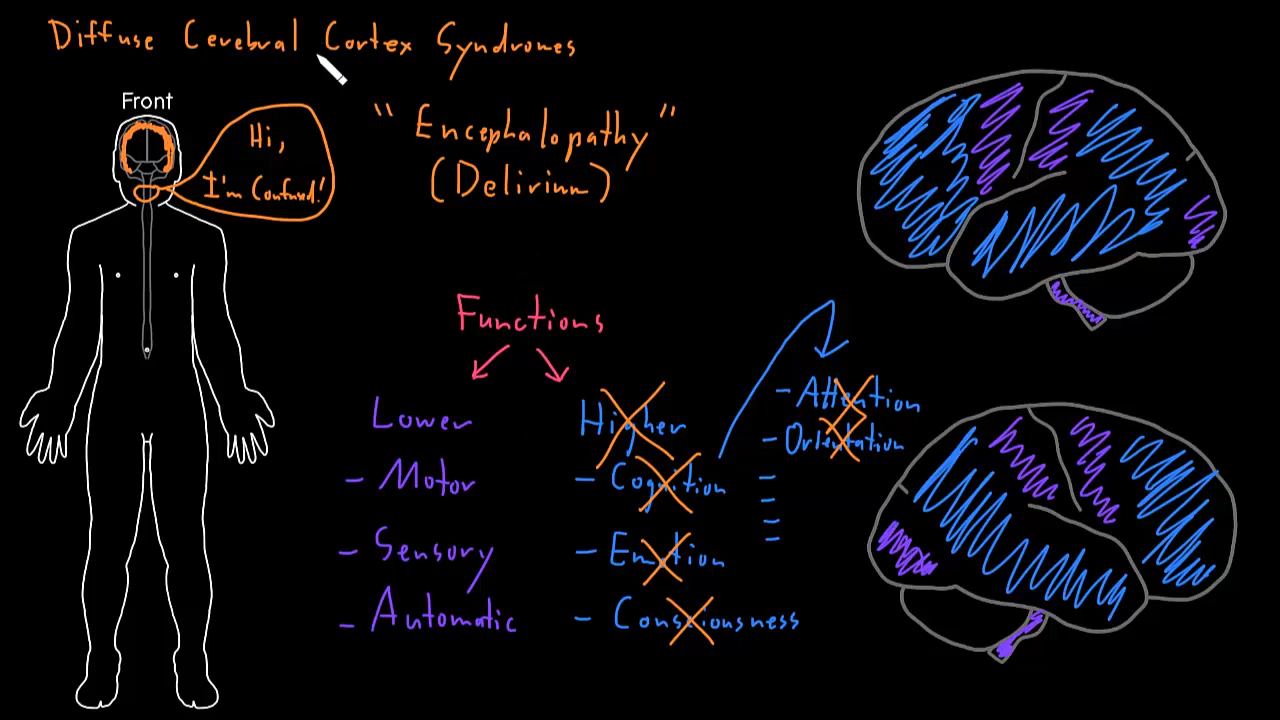 Diffuse Cerebral Cortex Syndromes
Front
Hi,
I'm Confused!
"Encephalopathy"
(Delirium)
Functions
Lower
- Motor
- Sensory
- Automatic
Higher
- Cognition
- Emotion
- Consciousness
- Attention
- Orientation
-
-
-
-